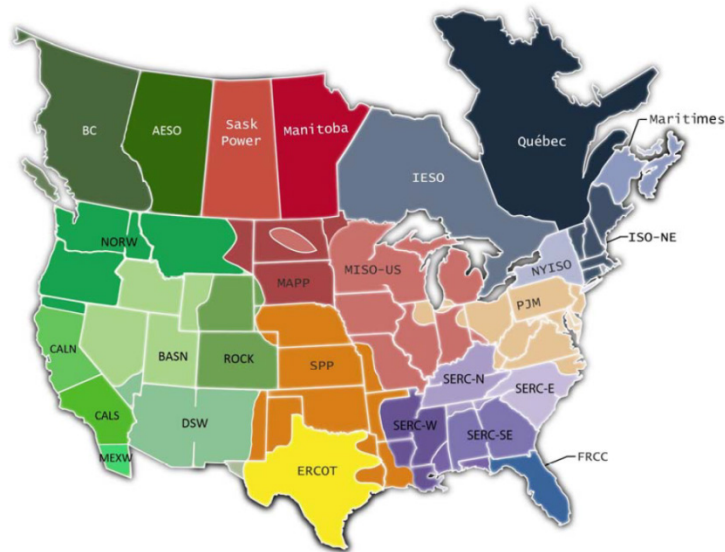 BC
AESO
Sask
Power
Manitoba
IESO
Québec
Maritimes
ISO-NE
NYISO
NORW
MAPP
MISO-US
PJM
CALN
BASN
ROCK
SPP
SERC-N
SERC-E
CALS
DSW
SERC-W
SERC-SE
MEXW
ERCOT
FRCC